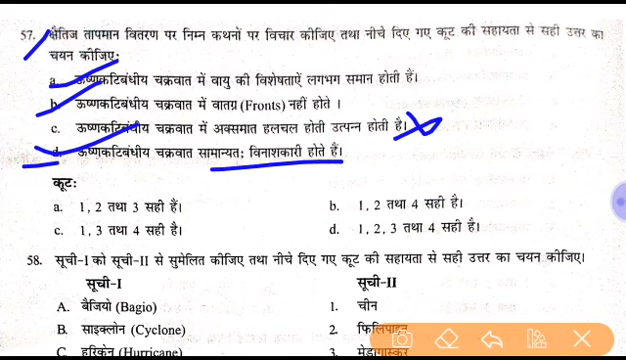 57. क्षैतिज तापमान वितरण पर निम्न कथनों पर विचार कीजिए तथा नीचे दिए गए कूट की सहायता से सही उत्तर का
चयन कीजिए:
a. ऊष्णकटिबंधीय चक्रवात में वायु की विशेषताएँ लगभग समान होती हैं।
b. ऊष्णकटिबंधीय चक्रवात में वाताग्र (Fronts) नहीं होते ।
c. ऊष्णकटिबंधीय चक्रवात में अक्समात हलचल होती उत्पन्न होती है।
d. ऊष्णकटिबंधीय चक्रवात सामान्यत; विनाशकारी होते हैं।
कूट:
a. 1, 2 तथा 3 सही हैं।
b. 1, 2 तथा 4 सही है।
c. 1, 3 तथा 4 सही है।
d. 1, 2, 3 तथा 4 सही है।
58. सूची-I को सूची-II से सुमेलित कीजिए तथा नीचे दिए गए कूट की सहायता से सही उत्तर का चयन कीजिए।
सूची-I
सूची-II
A. बैजियो (Bagio)
1. चीन
B. साइक्लोन (Cyclone)
2. फिलिपाइन
C. हरिकेन (Hurricane)
3. मेडागास्कर